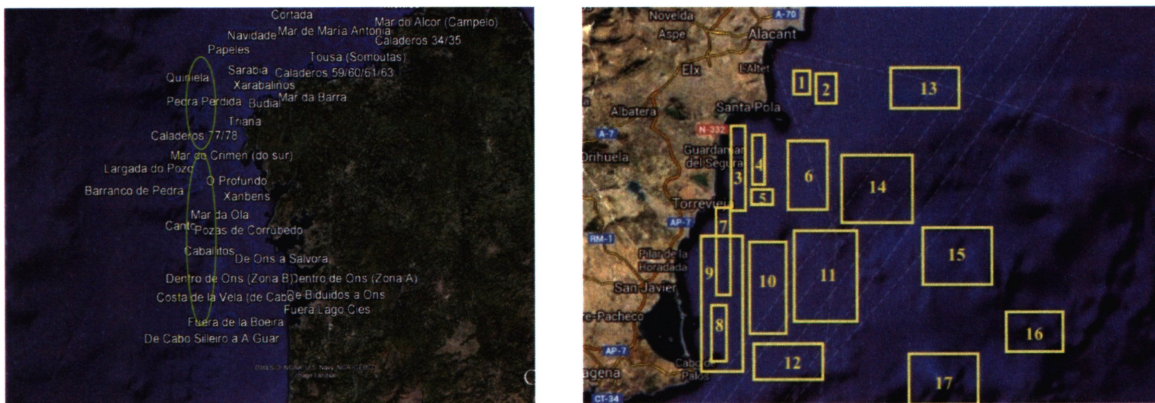 Cortada
Mar do Alcor (Campelo)
Navidade
Mar de María Antonia
Caladeros 34/35
Papeles
Tousa (Somoutas)
Quiniela
Sarabia
Caladeros 59/60/61/63
Xarabaliños
Pedra Perdida
Budial
Mar da Barra
Triana
Caladeros 77/78
Mar do Crimen (do sur)
Largada do Pozo
O Profundo
Barranco de Pedra
Xanbens
Mar da Ola
Canto
Pozas de Corrubedo
Caballitos
De Ons a Salvora
Dentro de Ons (Zona B)
Dentro de Ons (Zona A)
Costa de la Vela (de Cabo
De Biduidos a Ons
Fuera Lago Cies
Fuera de la Boeira
De Cabo Silleiro a A Guar
Novelda
A-70
Aspe
Alacant
Elx
L'Altet
1
2
13
Albatera
Santa Pola
A-7
N-332
Orihuela
Guardamar
del Segura
3
4
6
14
5
Torrevieja
AP-7
7
RM-1
Pilar de la
Horadada
9
10
11
15
San Javier
re-Pacheco
8
16
AP-7
Cabo de
Palos
12
agena
17
CT-34